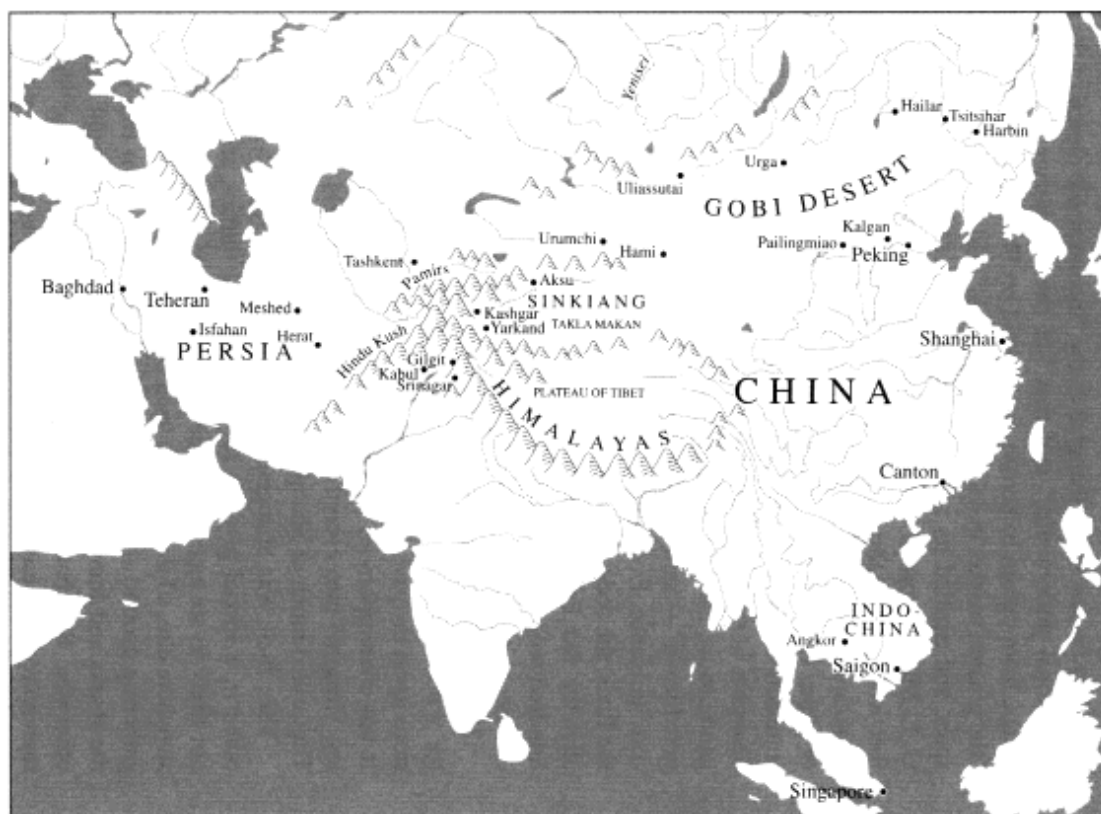 Yenisei
Hailar
Tsitsahar
Harbin
Urga
Uliassutai
GOBI DESERT
Kalgan
Urumchi
Hami
Pailingmiao
Peking
Tashkent
Pamirs
Baghdad
Teheran
Aksu
SINKIANG
Meshed
Kashgar
TAKLA MAKAN
Yarkand
Isfahan
Herat
PERSIA
Hindu Kush
Shanghai
Gilgit
Kabul
Srinagar
PLATEAU OF TIBET
CHINA
HIMALAYAS
Canton
INDO
CHINA
Angkor
Saigon
Singapore